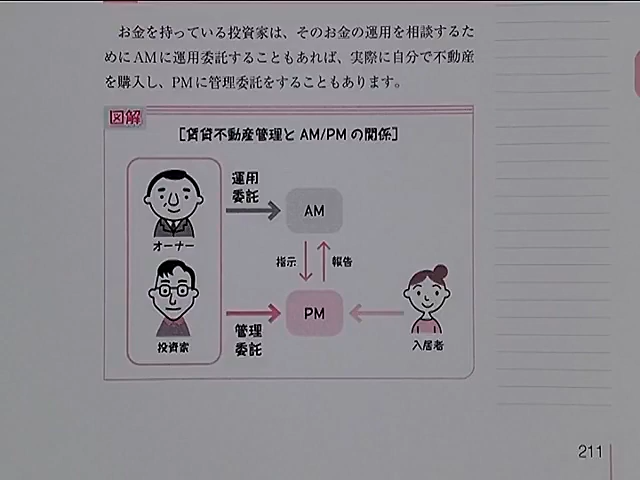 お金を持っている投資家は、そのお金の運用を相談するた
めにAMに運用委託することもあれば、実際に自分で不動産
を購入し、PMに管理委託をすることもあります。
図解
[賃貸不動産管理とAM/PMの関係]
運用
委託
AM
オーナー
指示
報告
PM
管理
委託
投資家
入居者
211